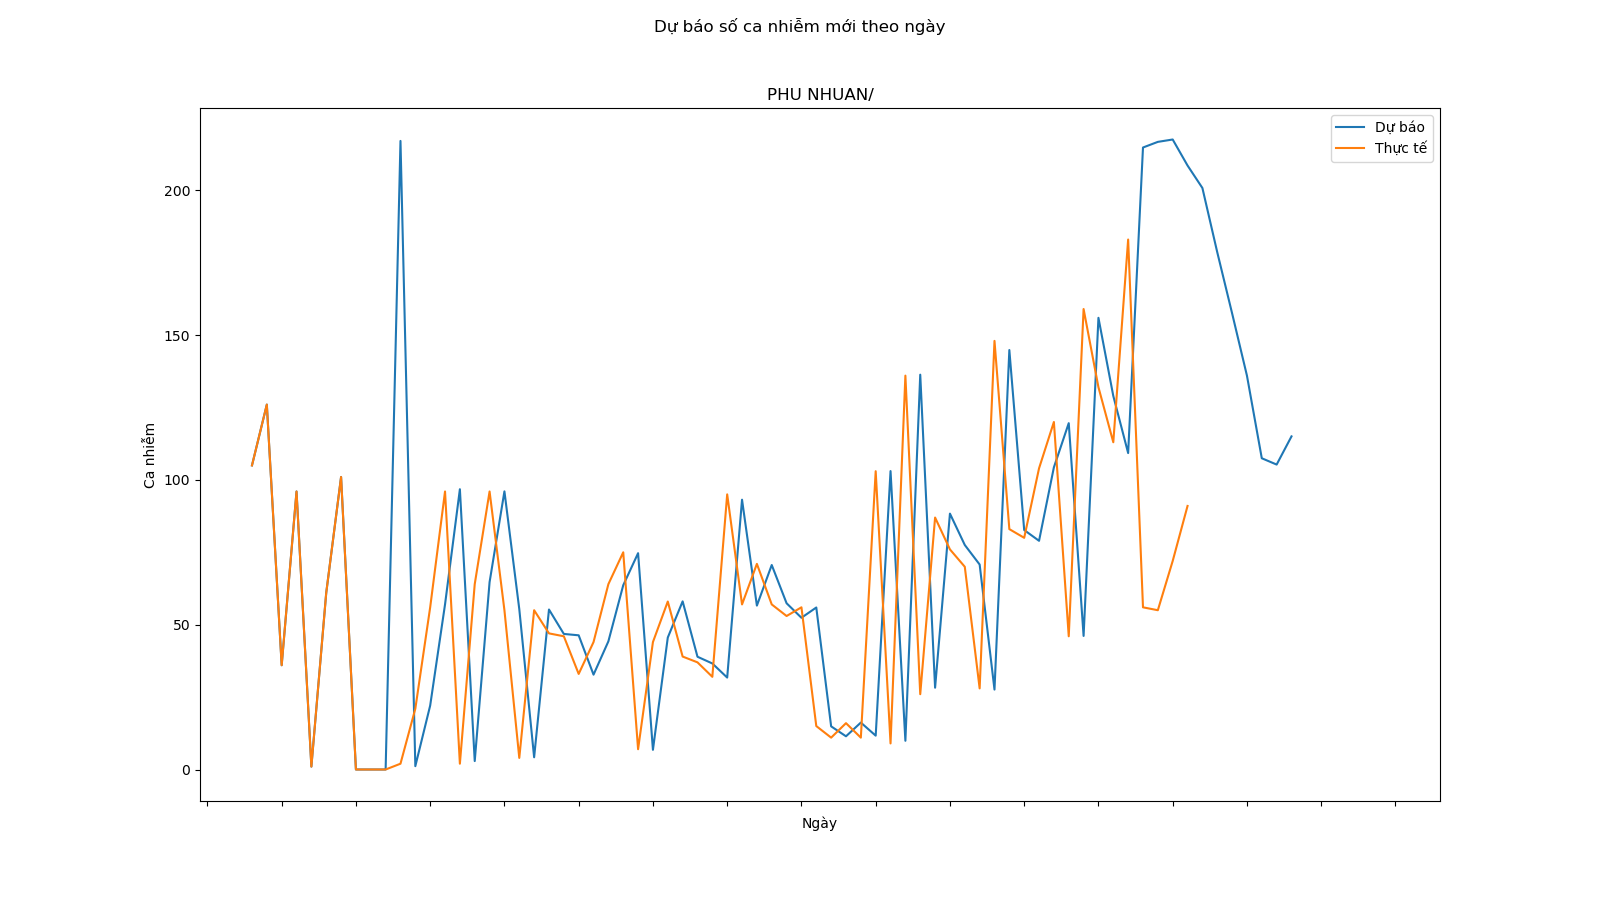 Dự báo số ca nhiễm mới theo ngày
PHU NHUAN/
Dự báo
Thực tế
200
150
100
50
0
Ca nhiễm
Ngày